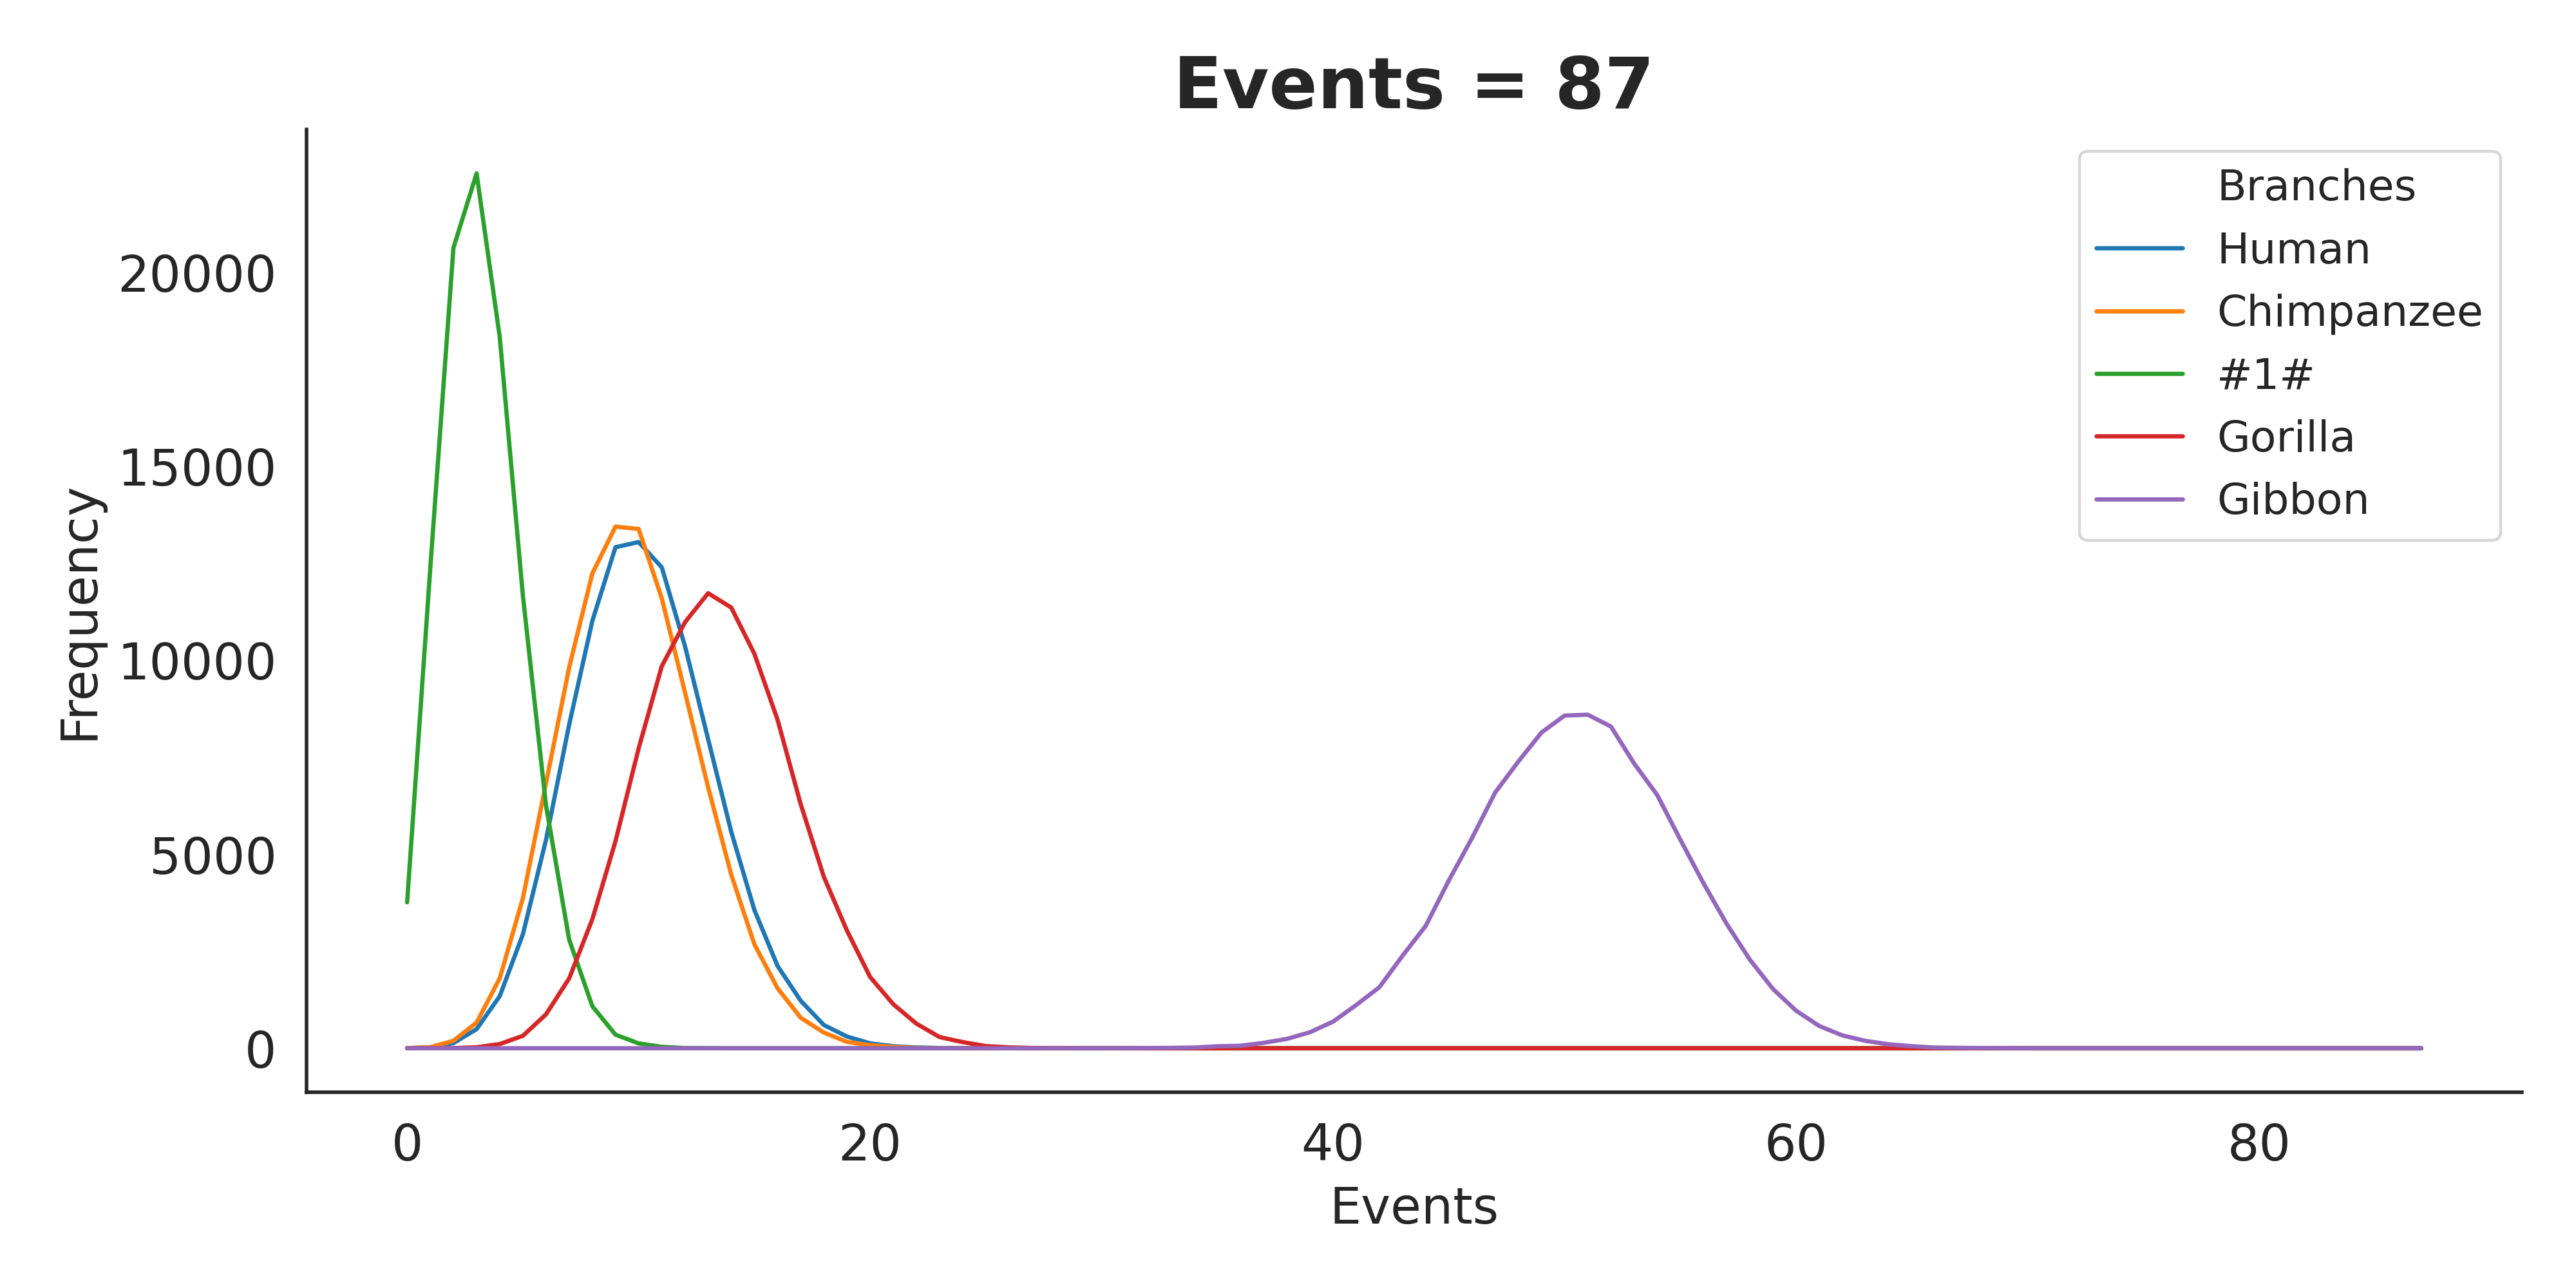 Events = 87
Branches
Human
Chimpanzee
#1#
Gorilla
Gibbon
Frequency
20000
15000
10000
5000
0
0 20 40 60 80
Events